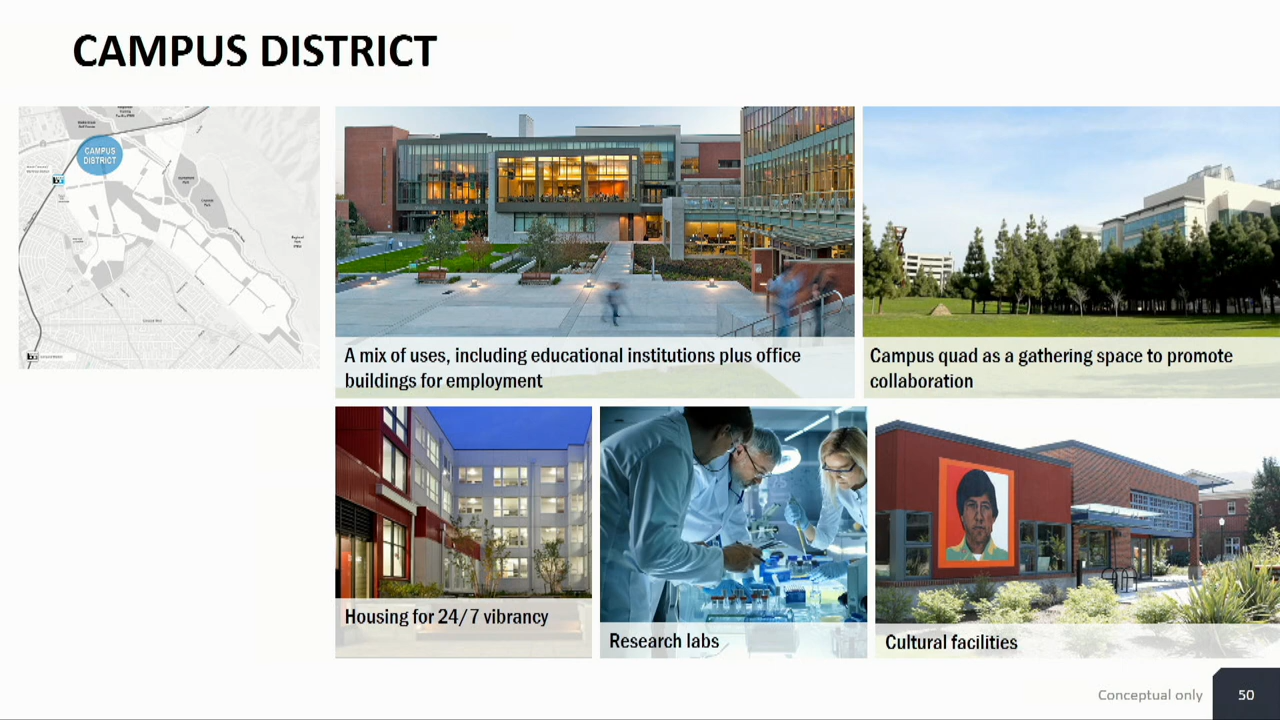 CAMPUS DISTRICT
CAMPUS
DISTRICT
A mix of uses, including educational institutions plus office
buildings for employment
Campus quad as a gathering space to promote
collaboration
Housing for 24/7 vibrancy
Research labs
Cultural facilities
Conceptual only
50